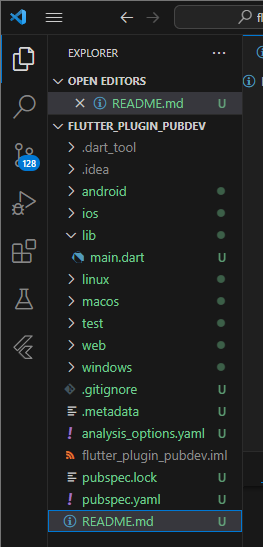 EXPLORER
OPEN EDITORS
README.md U
FLUTTER_PLUGIN_PUBDEV
.dart_tool
.idea
android
ios
lib
main.dart U
linux
macos
test
web
windows
.gitignore U
.metadata U
analysis_options.yaml U
flutter_plugin_pubdev.iml
pubspec.lock U
pubspec.yaml U
README.md U
128